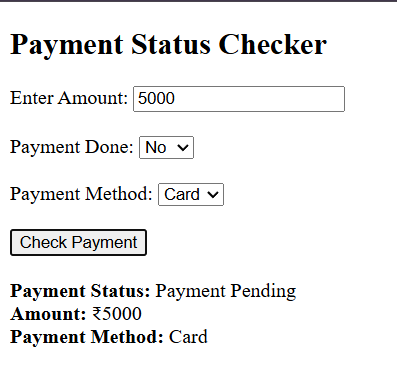 Payment Status Checker
Enter Amount: 5000
Payment Done: No
Payment Method: Card
Check Payment
Payment Status: Payment Pending
Amount: ₹5000
Payment Method: Card